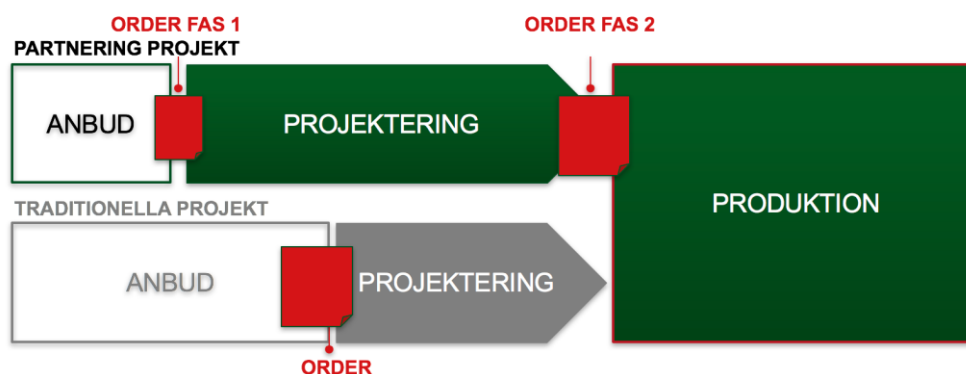 ORDER FAS 1
ORDER FAS 2
PARTNERING PROJEKT
ANBUD
PROJEKTERING
PRODUKTION
TRADITIONELLA PROJEKT
ANBUD
PROJEKTERING
ORDER